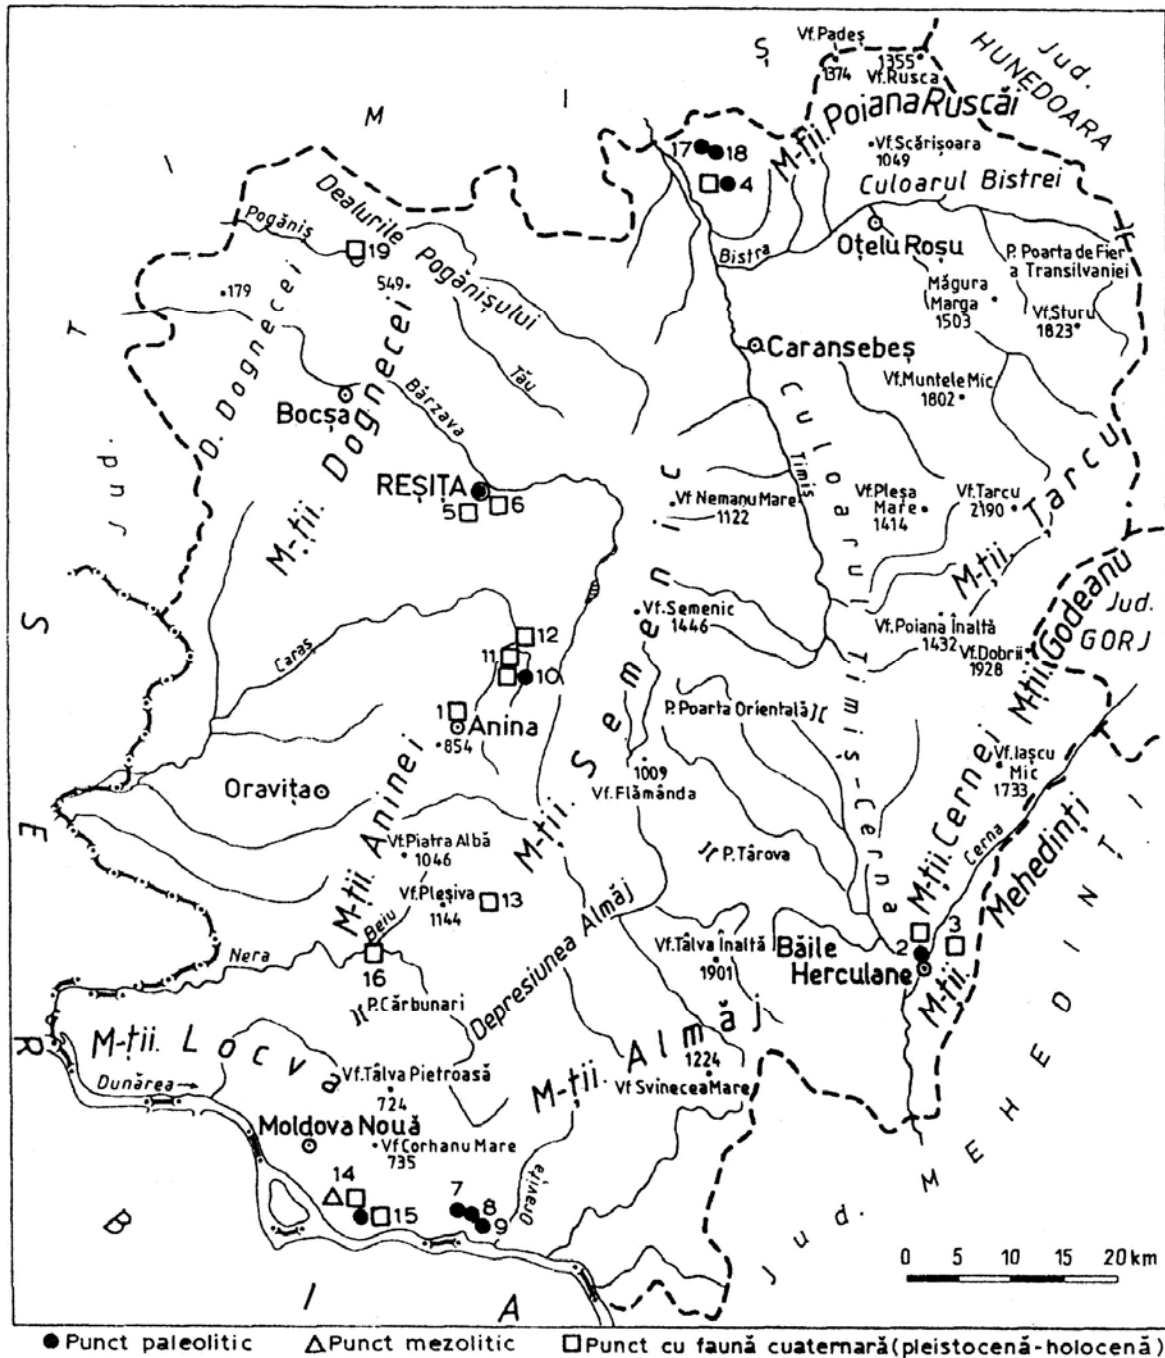 TIMIȘ
Jud.
SERBIA
Jud.
HUNEDOARA
Jud.
GORJ
Jud. MEHEDINȚI
Vf.Padeș
1374
1355
Vf.Rusca
M-ții. Poiana Ruscăi
17
18
4
Vf.Scărișoara
1049
Culoarul Bistrei
Bistra
Oțelu Roșu
P. Poarta de Fier
a Transilvaniei
Măgura
Marga
1503
Vf.Sturu
1823
Dealurile
Pogănișului
Pogăniș
19
179
549
D. Dognecei
M-ții. Dognecei
Tău
Bârzava
Bocșa
Caransebeș
Vf.Muntele Mic
1802
Culoarul Timiș-Cerna
Timiș
REȘIȚA
5
6
Vf Nemanu Mare
1122
Vf.Pleșa
Mare
1414
Vf.Tarcu
2190
M-ții. Țarcu
M-ții. Semenicui
Vf.Semenic
1446
Vf.Poiana Înaltă
1432
Vf.Dobrii
1928
M-ții. Godeanu
Caraș
12
11
10
1
Anina
854
P.Poarta Orientală
1009
Vf.Flămânda
Vf.Iașcu
Mic
1733
M-ții. Cernei
Cerna
Mehedinți
M-ții.
Oravița
M-ții. Aninei
Vf.Piatra Albă
1046
P.Târova
Vf.Pleșiva
1144
13
Beiu
Nera
16
Depresiunea Almăj
Vf.Tâlva Înaltă
1901
Băile
Herculane
2
3
P.Cărbunari
M-ții. Locva
Dunărea
Vf.Tâlva Pietroasă
724
M-ții. Almăj
1224
Vf Svinecea Mare
Moldova Nouă
Vf Corhanu Mare
735
14
15
7
8
9
Oravița
0 5 10 15 20 km
Punct paleolitic Punct mezolitic Punct cu faună cuaternară (pleistocenă-holocenă)